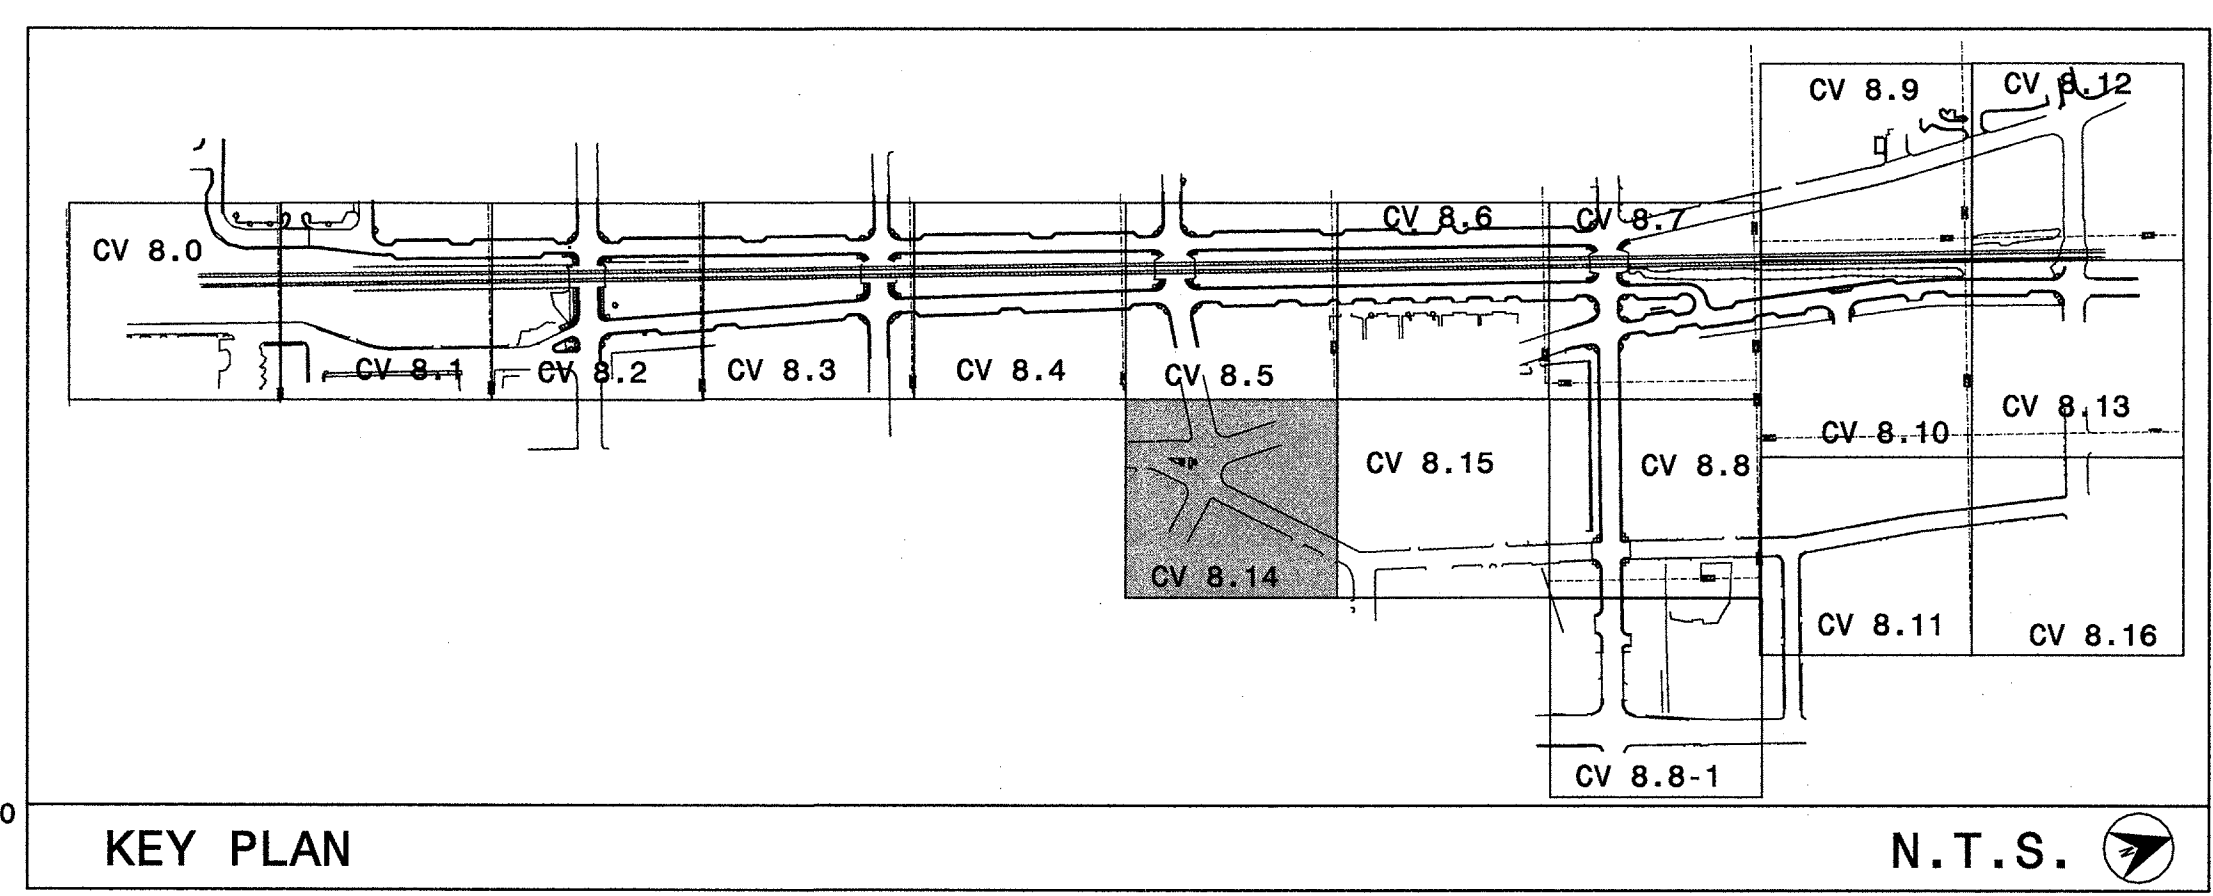 CV 8.9
CV 8.12
CV 8.6
CV 8.7
CV 8.0
CV 8.1
CV 8.2
CV 8.3
CV 8.4
CV 8.5
CV 8.13
CV 8.10
CV 8.15
CV 8.8
CV 8.14
CV 8.11
CV 8.16
CV 8.8-1
0
KEY PLAN
N.T.S.
N